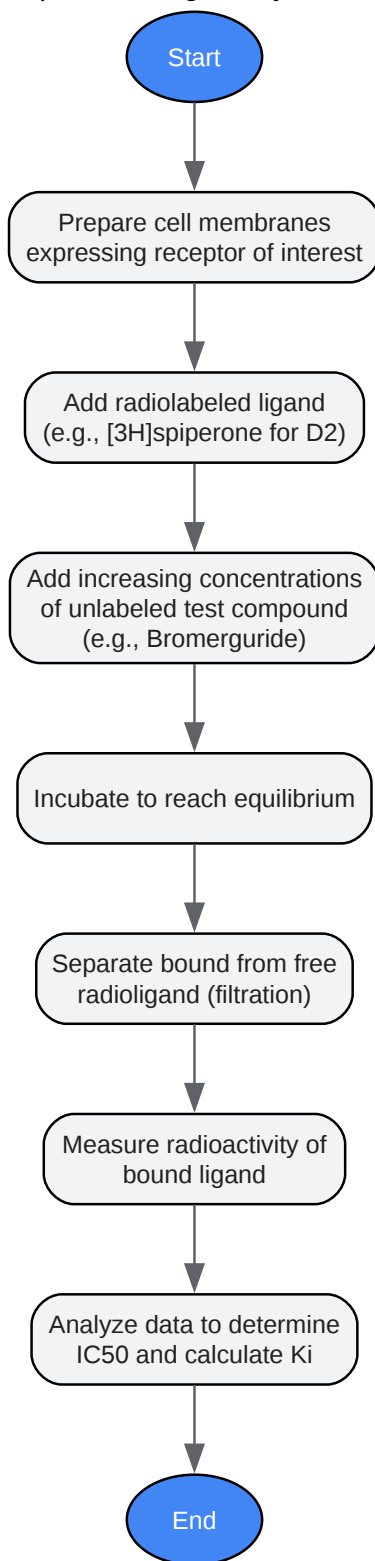 Start
Prepare cell membranes
expressing receptor of interest
Add radiolabeled ligand
(e.g., [3H]spiperone for D2)
Add increasing concentrations
of unlabeled test compound
(e.g., Bromerguride)
Incubate to reach equilibrium
Separate bound from free
radioligand (filtration)
Measure radioactivity of
bound ligand
Analyze data to determine
IC50 and calculate Ki
End